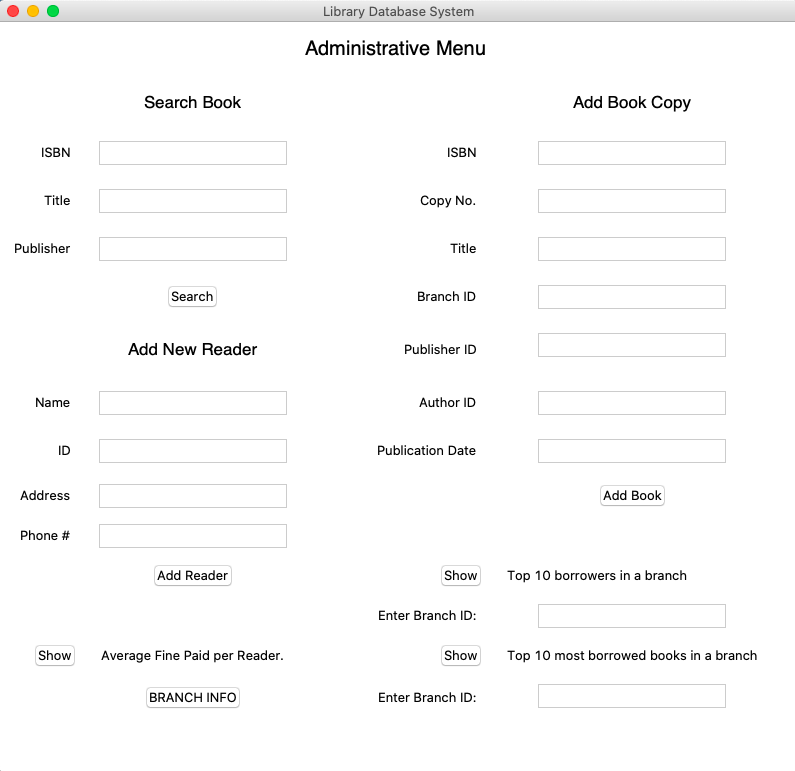 Library Database System
Administrative Menu
Search Book
ISBN
Title
Publisher
Search
Add New Reader
Name
ID
Address
Phone #
Add Reader
Show Average Fine Paid per Reader.
BRANCH INFO
Add Book Copy
ISBN
Copy No.
Title
Branch ID
Publisher ID
Author ID
Publication Date
Add Book
Show Top 10 borrowers in a branch
Enter Branch ID:
Show Top 10 most borrowed books in a branch
Enter Branch ID: